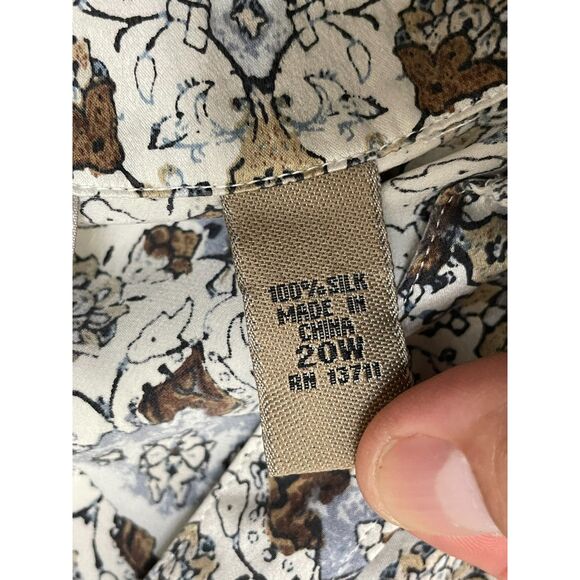 100% SILK
MADE IN
CHINA
20W
RN 13711